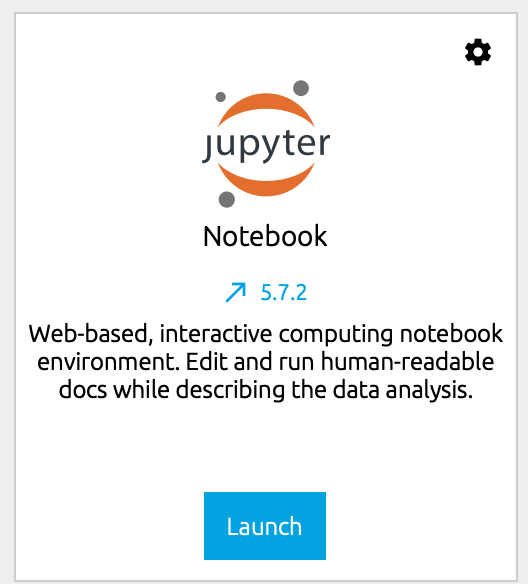 jupyter
Notebook
5.7.2
Web-based, interactive computing notebook
environment. Edit and run human-readable
docs while describing the data analysis.
Launch